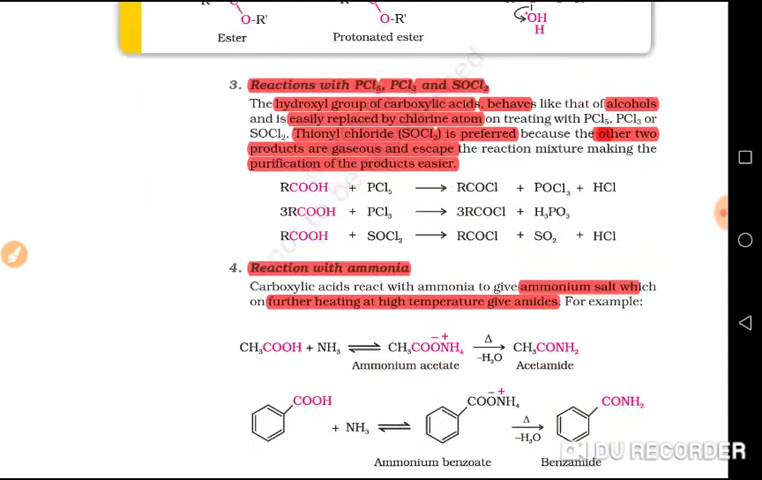 O-R'
O-R'
OH
H
Ester
Protonated ester
3. Reactions with PCl5, PCl3 and SOCl2
The hydroxyl group of carboxylic acids, behaves like that of alcohols
and is easily replaced by chlorine atom on treating with PCl5, PCl3 or
SOCl2. Thionyl chloride (SOCl2) is preferred because the other two
products are gaseous and escape the reaction mixture making the
purification of the products easier.
RCOOH + PCl5 ⟶ RCOCl + POCl3 + HCl
3RCOOH + PCl3 ⟶ 3RCOCl + H3PO3
RCOOH + SOCl2 ⟶ RCOCl + SO2 + HCl
4. Reaction with ammonia
Carboxylic acids react with ammonia to give ammonium salt which
on further heating at high temperature give amides. For example:
CH3COOH + NH3 ⇌ CH3COO⁻N⁺H4 Δ -H2O ⟶ CH3CONH2
Ammonium acetate
Acetamide
COOH
COO⁻N⁺H4
CONH2
+ NH3 ⇌
Δ
-H2O
DU RECORDER
Ammonium benzoate
Benzamide